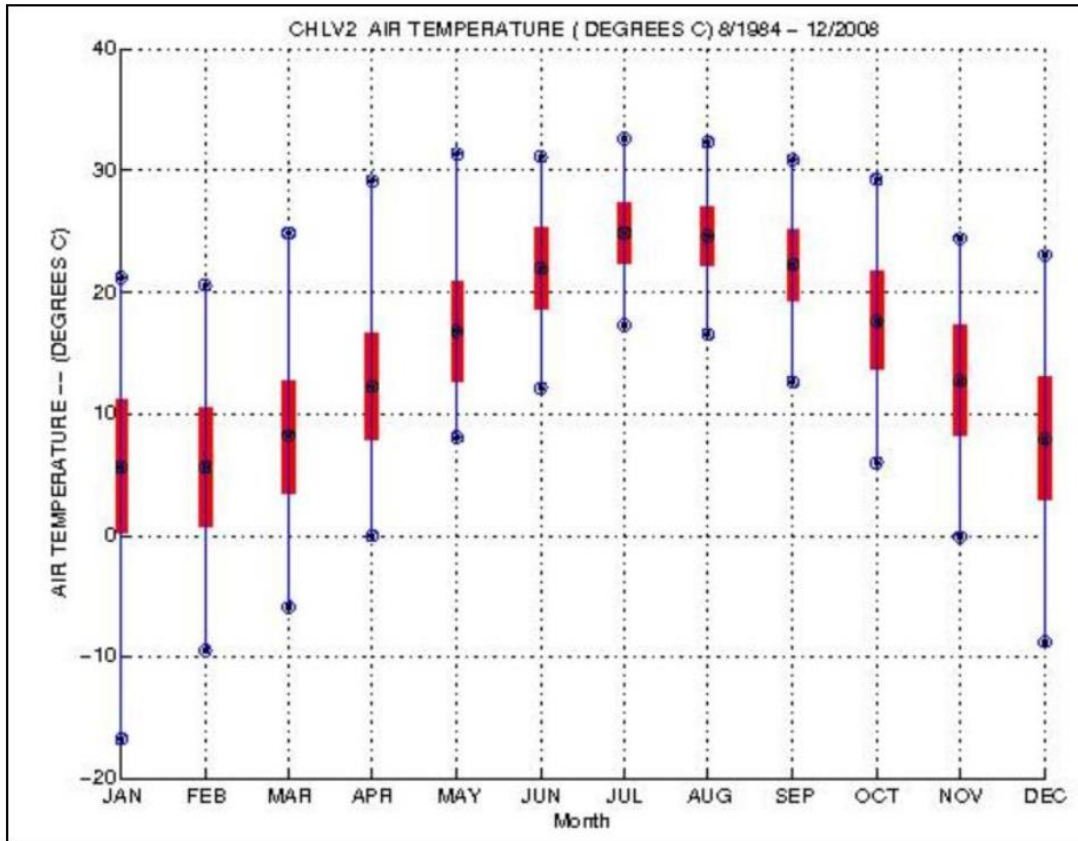 CHLV2 AIR TEMPERATURE ( DEGREES C) 8/1984 – 12/2008
40
30
20
10
0
−10
−20
AIR TEMPERATURE −− (DEGREES C)
JAN FEB MAR APR MAY JUN JUL AUG SEP OCT NOV DEC
Month